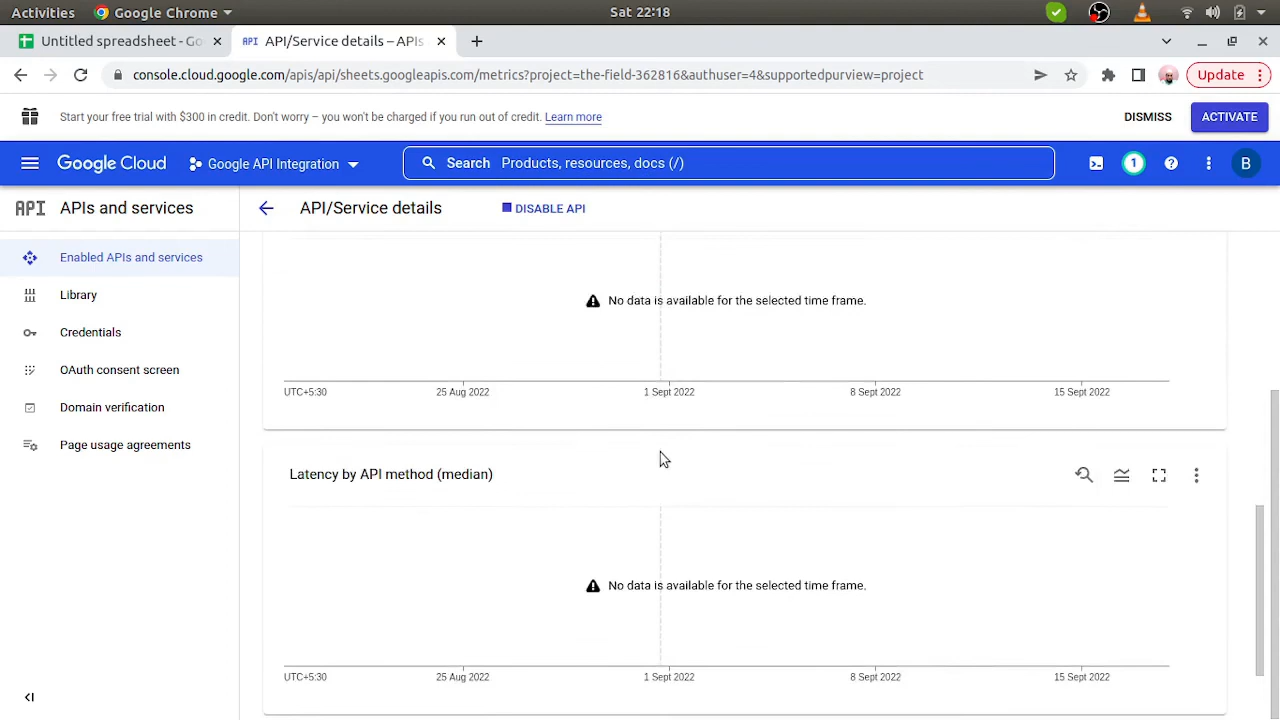 Activities Google Chrome Sat 22:18
Untitled spreadsheet - Go API API/Service details – APIs
console.cloud.google.com/apis/api/sheets.googleapis.com/metrics?project=the-field-362816&authuser=4&supportedpurview=project Update
Start your free trial with $300 in credit. Don't worry – you won't be charged if you run out of credit. Learn more DISMISS ACTIVATE
Google Cloud Google API Integration Search Products, resources, docs (/) 1 B
API APIs and services API/Service details DISABLE API
Enabled APIs and services
Library
Credentials
OAuth consent screen
Domain verification
Page usage agreements
No data is available for the selected time frame.
UTC+5:30 25 Aug 2022 1 Sept 2022 8 Sept 2022 15 Sept 2022
Latency by API method (median)
No data is available for the selected time frame.
UTC+5:30 25 Aug 2022 1 Sept 2022 8 Sept 2022 15 Sept 2022